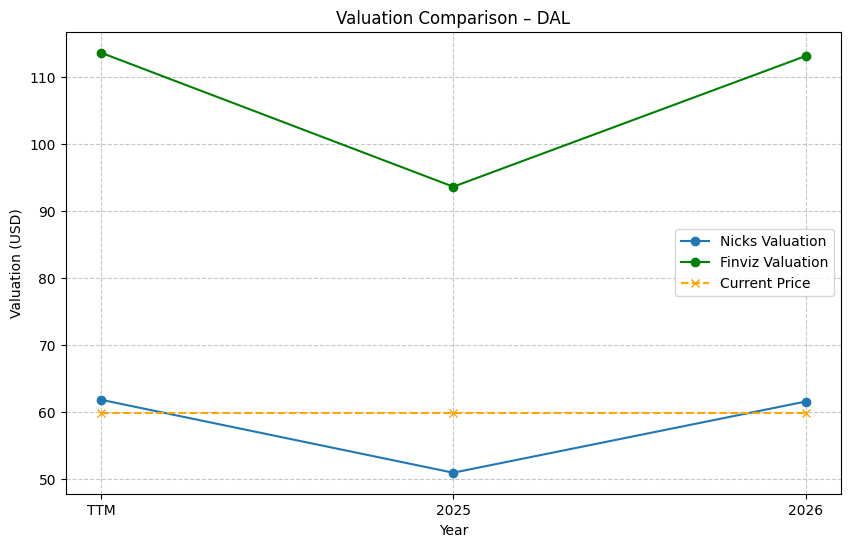 Valuation Comparison – DAL
Valuation (USD)
110
100
90
80
70
60
50
Nicks Valuation
Finviz Valuation
Current Price
TTM
2025
2026
Year